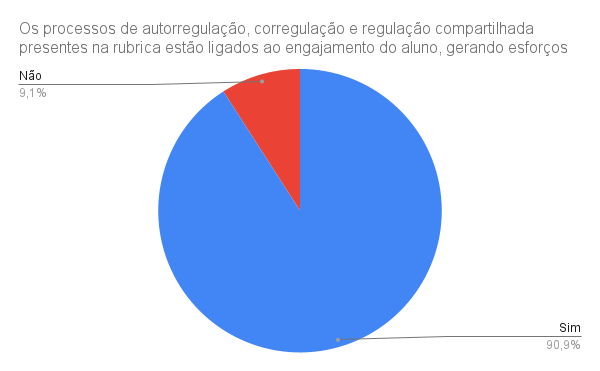 Os processos de autorregulação, corregulação e regulação compartilhada
presentes na rubrica estão ligados ao engajamento do aluno, gerando esforços
Não
9,1%
Sim
90,9%